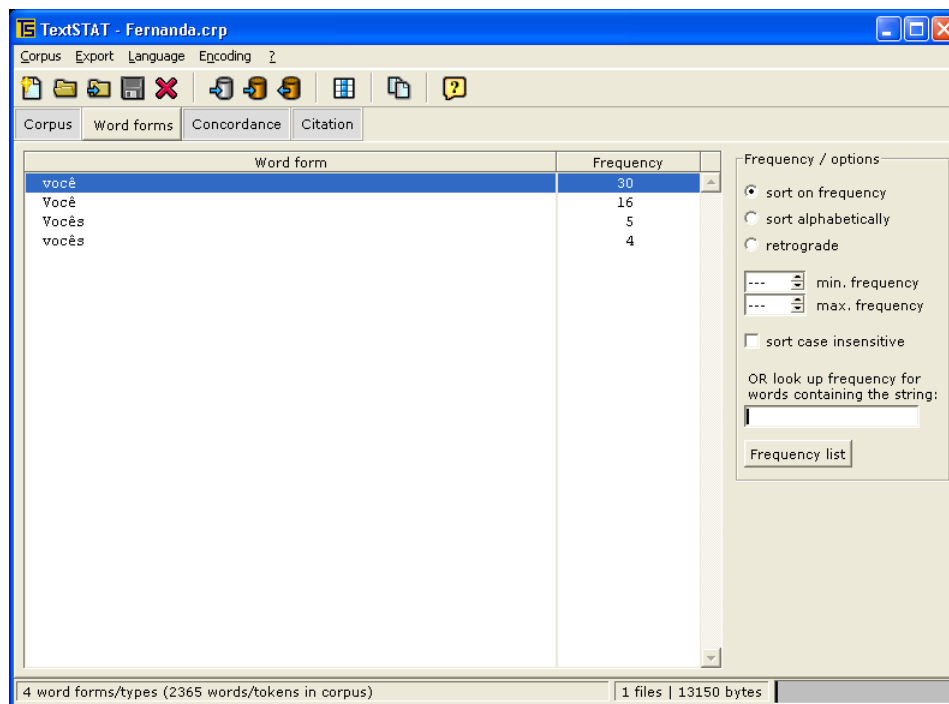 TextSTAT - Fernanda.crp
Corpus Export Language Encoding ?
Corpus Word forms Concordance Citation
Word form Frequency
você 30
Você 16
Vocês 5
vocês 4
Frequency / options
sort on frequency
sort alphabetically
retrograde
--- min. frequency
--- max. frequency
sort case insensitive
OR look up frequency for
words containing the string:
Frequency list
4 word forms/types (2365 words/tokens in corpus) 1 files | 13150 bytes